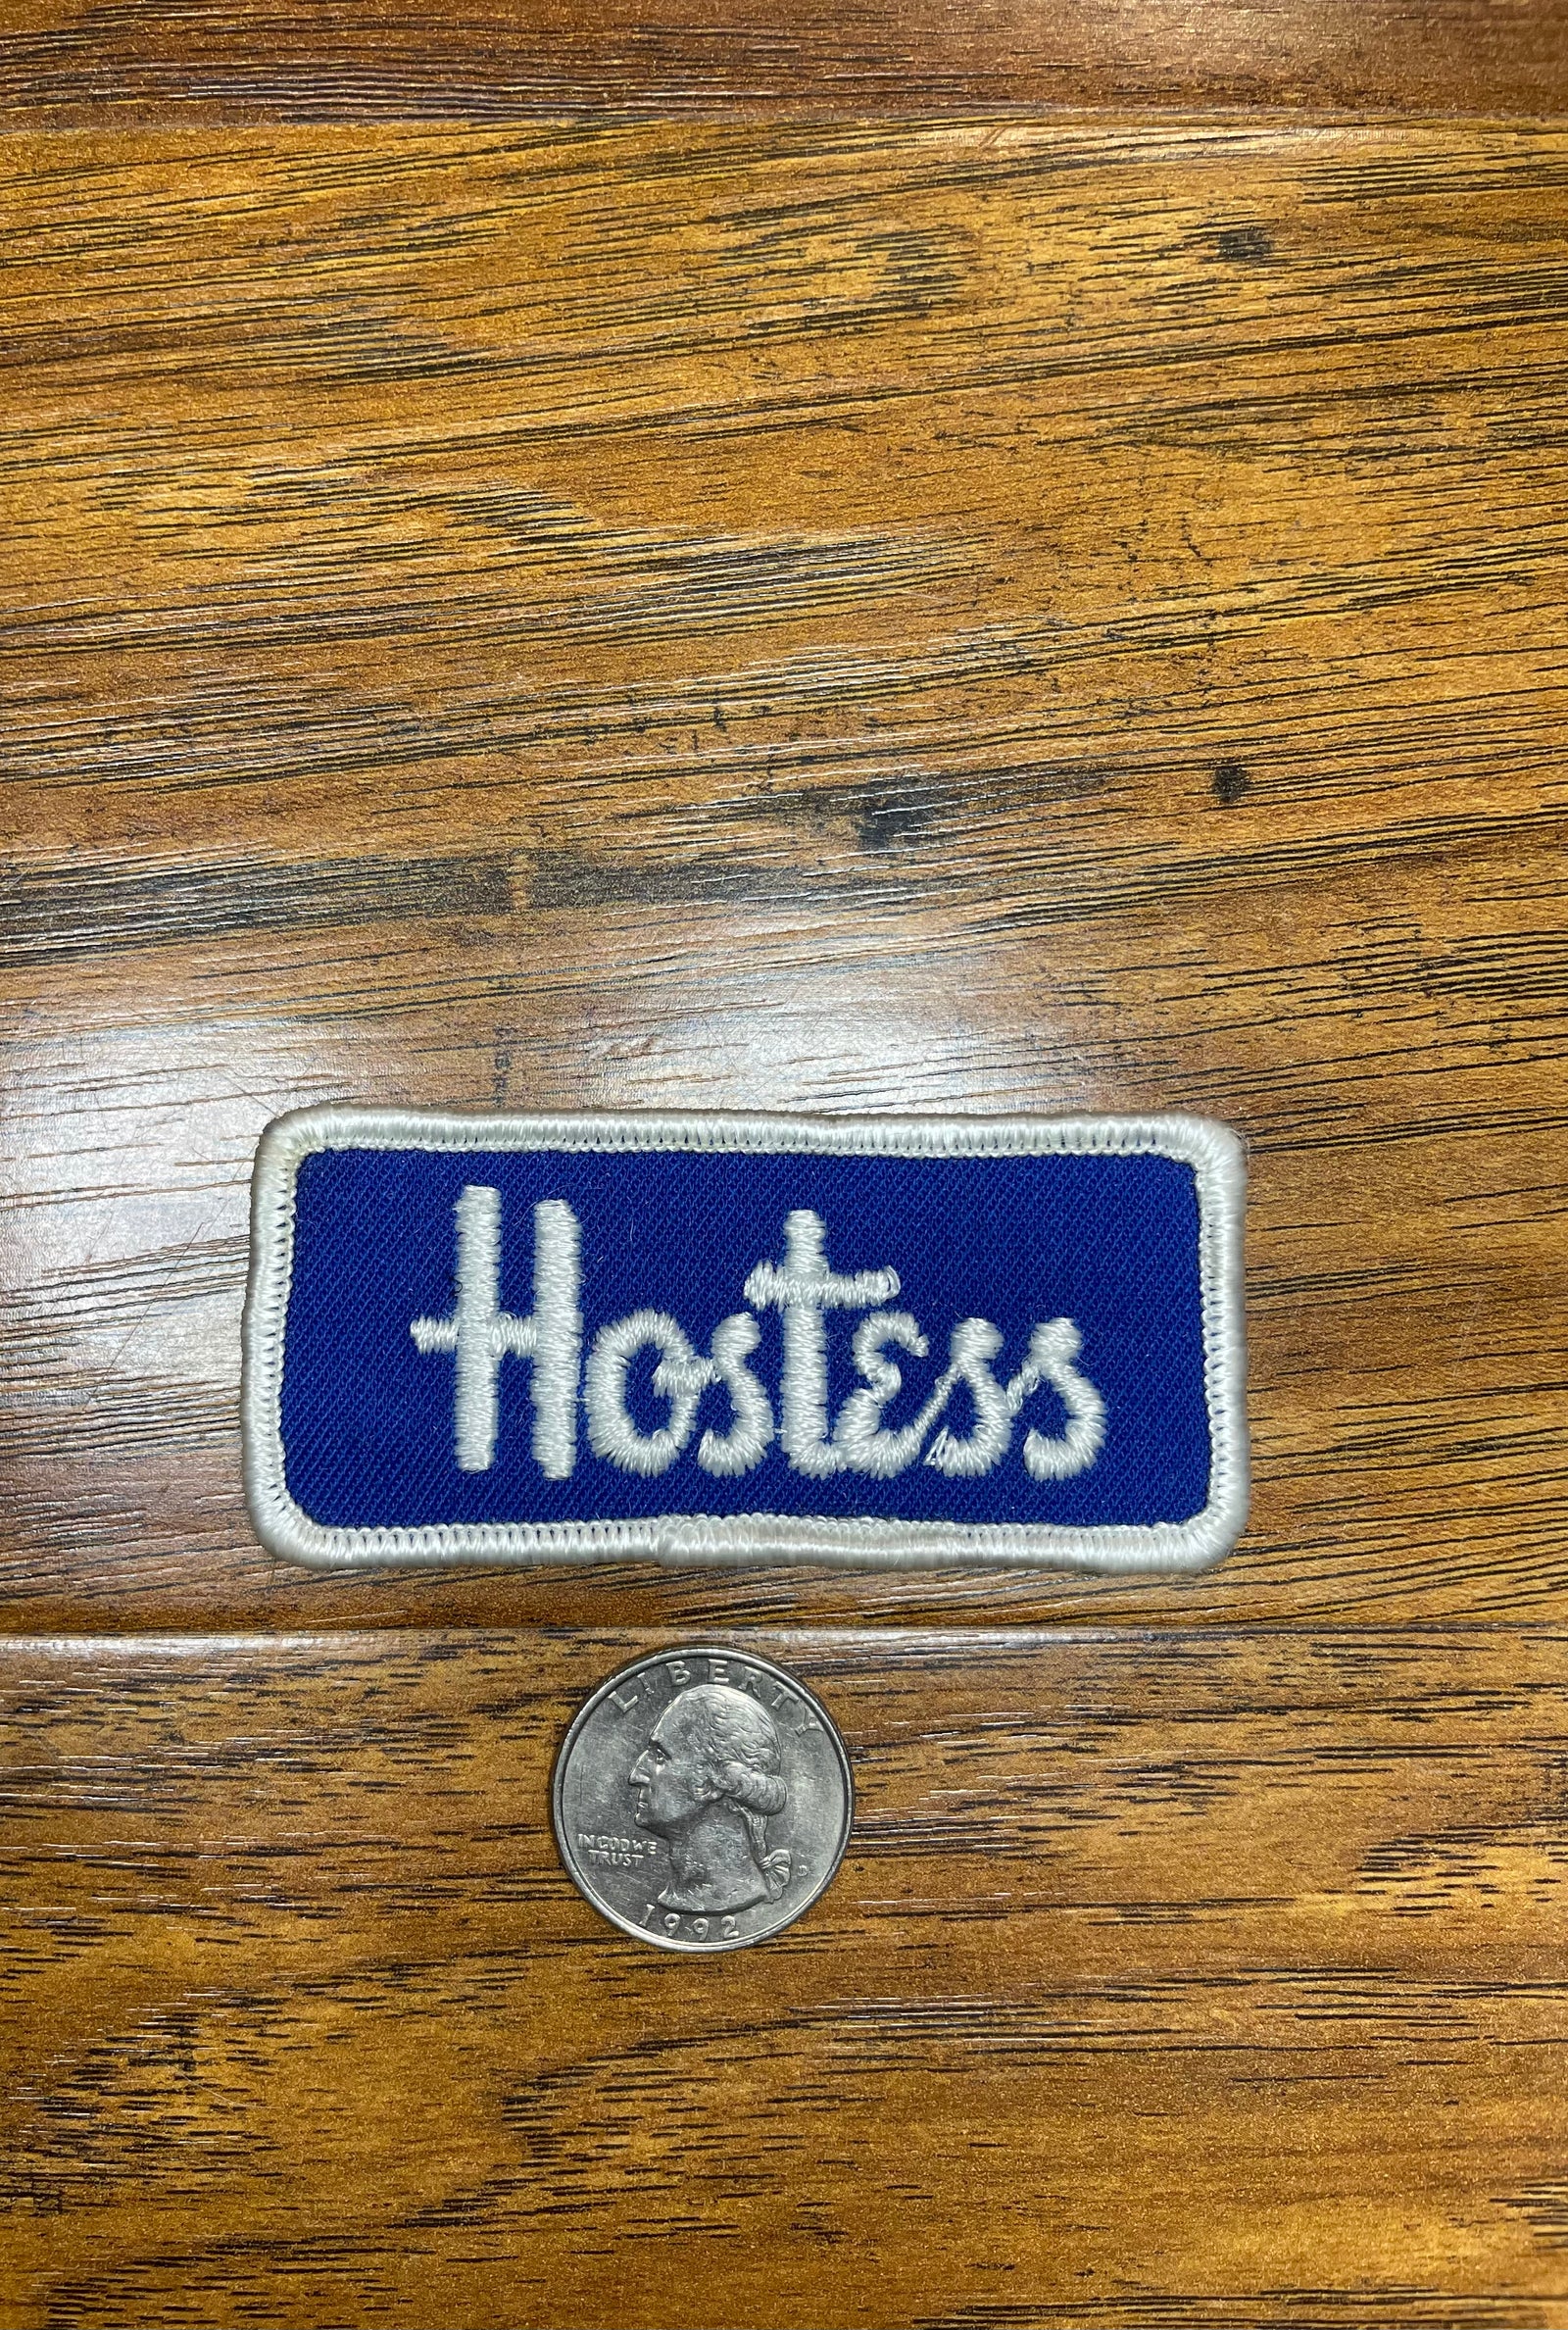 Hostess
LIBERTY
IN GOD WE
TRUST
D
1992